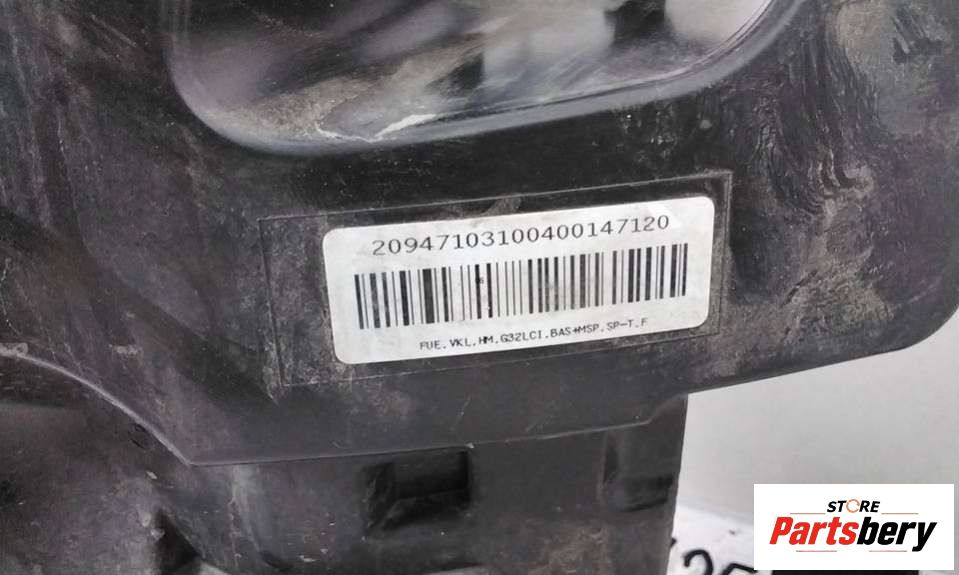 20947103100400147120
FUE.VKL.HM.G32LCI.BAS+MSP.SP-T.F
STORE
Partsbery